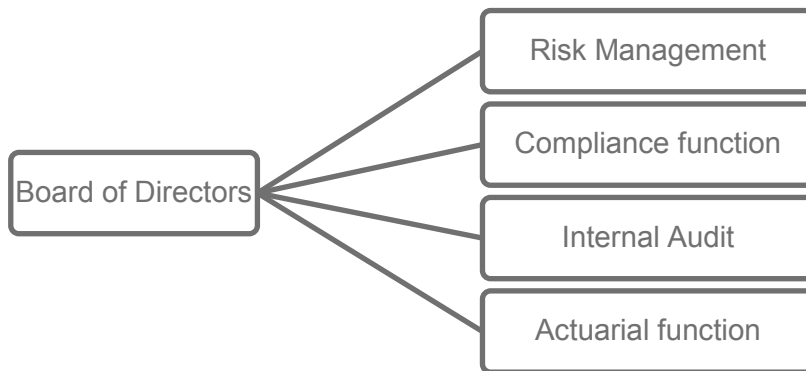 Risk Management
Compliance function
Board of Directors
Internal Audit
Actuarial function